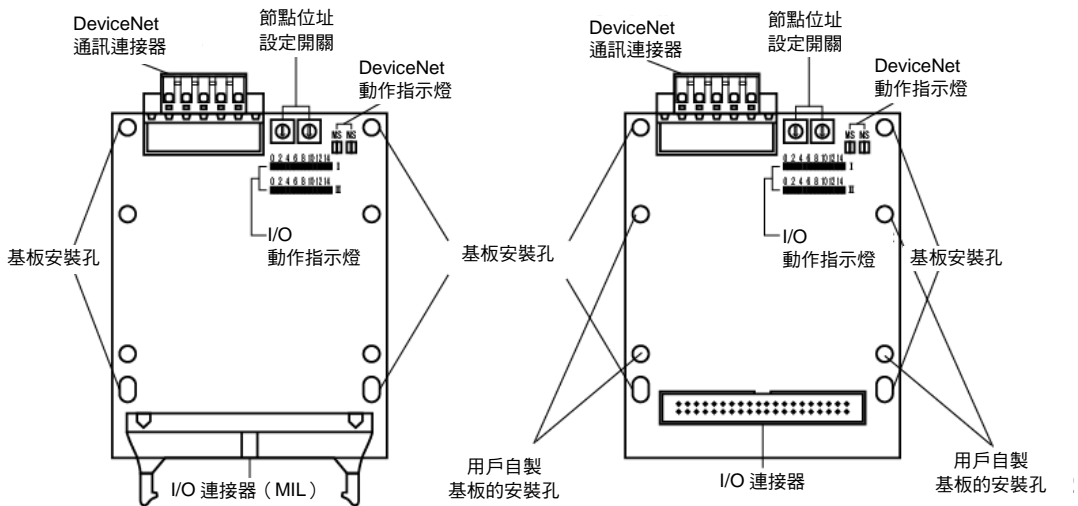 DeviceNet
通訊連接器
節點位址
設定開關
DeviceNet
動作指示燈
MS NS
0 2 4 6 8 10 12 14 I
0 2 4 6 8 10 12 14 II
I/O
動作指示燈
基板安裝孔
I/O 連接器（MIL）
基板安裝孔
DeviceNet
通訊連接器
節點位址
設定開關
DeviceNet
動作指示燈
MS NS
0 2 4 6 8 10 12 14 I
0 2 4 6 8 10 12 14 II
I/O
動作指示燈
基板安裝孔
用戶自製
基板的安裝孔
I/O 連接器
用戶自製
基板的安裝孔